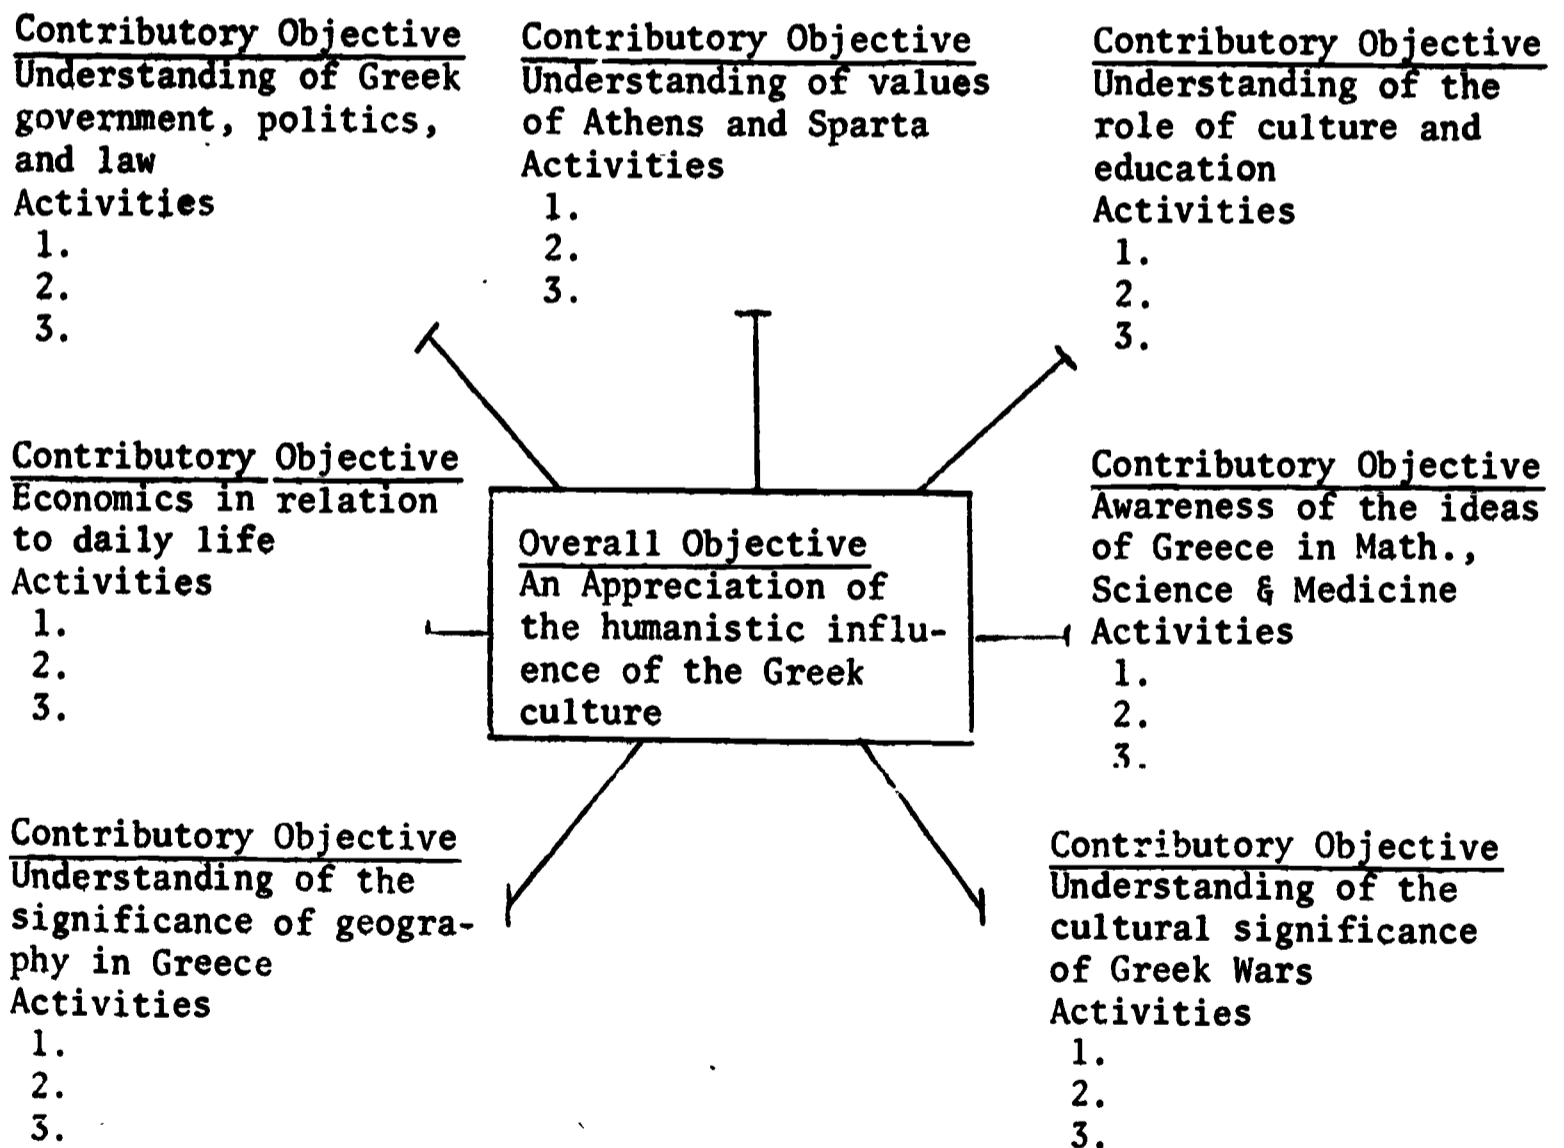 Contributory Objective
Understanding of Greek
government, politics,
and law
Activities
1.
2.
3.
Contributory Objective
Understanding of values
of Athens and Sparta
Activities
1.
2.
3.
Contributory Objective
Understanding of the
role of culture and
education
Activities
1.
2.
3.
Contributory Objective
Economics in relation
to daily life
Activities
1.
2.
3.
Overall Objective
An Appreciation of
the humanistic influ-
ence of the Greek
culture
Contributory Objective
Awareness of the ideas
of Greece in Math.,
Science & Medicine
Activities
1.
2.
3.
Contributory Objective
Understanding of the
significance of geogra-
phy in Greece
Activities
1.
2.
3.
Contributory Objective
Understanding of the
cultural significance
of Greek Wars
Activities
1.
2.
3.